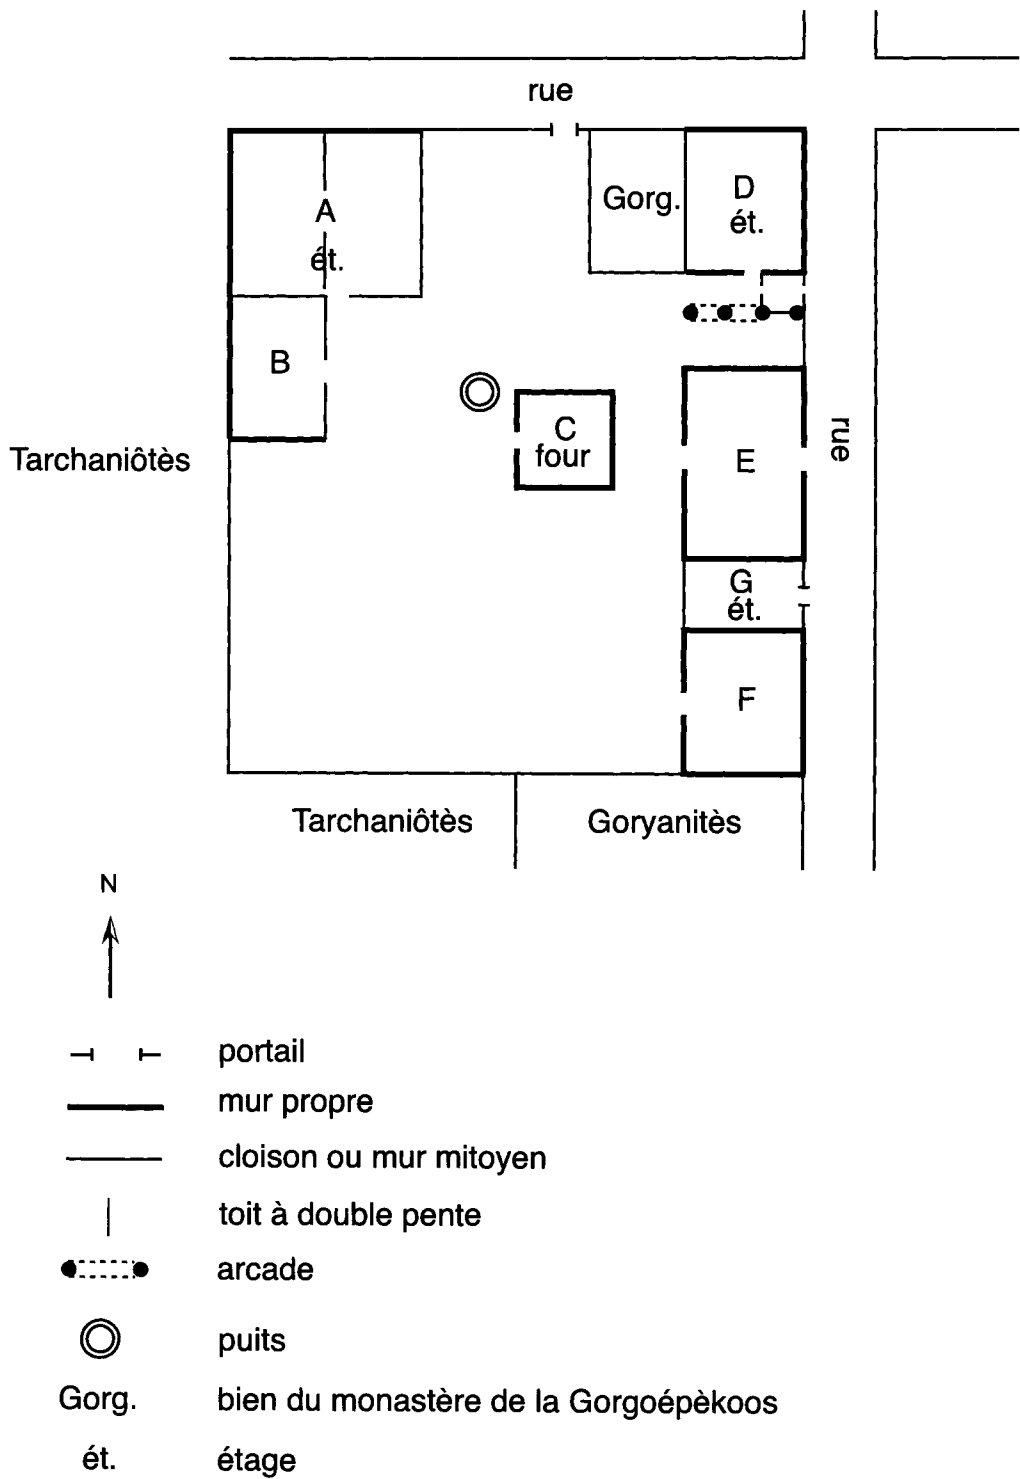 rue
A
ét.
Gorg.
D
ét.
B
C
four
E
rue
Tarchaniôtès
G
ét.
F
Tarchaniôtès
Goryanitès
N
portail
mur propre
cloison ou mur mitoyen
toit à double pente
arcade
puits
Gorg. bien du monastère de la Gorgoépèkoos
ét. étage